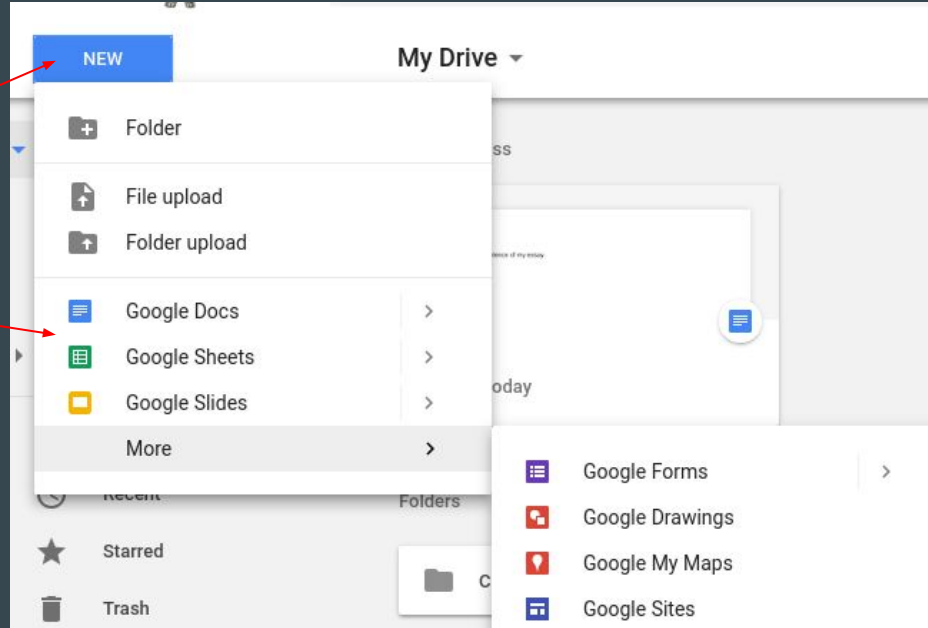 NEW
My Drive
Folder
ss
File upload
Folder upload
Google Docs
Google Sheets
oday
Google Slides
More
Google Forms
Recent
Folders
Google Drawings
Starred
Google My Maps
C
Trash
Google Sites